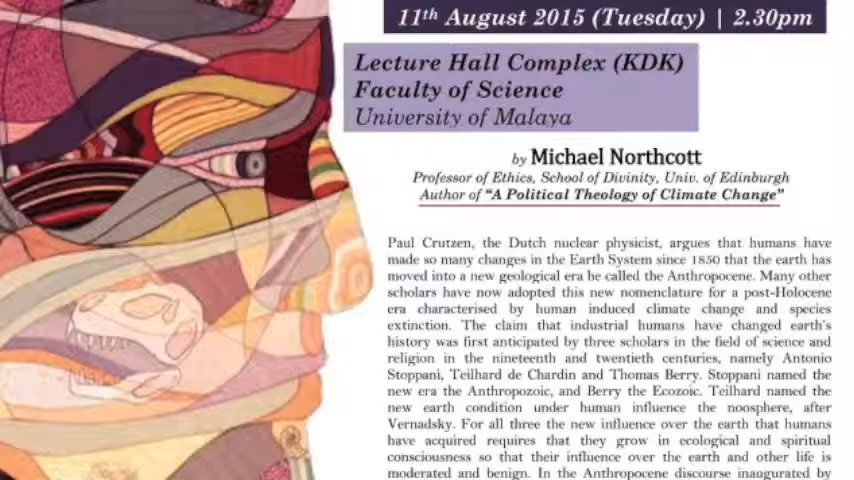 11th August 2015 (Tuesday) | 2.30pm
Lecture Hall Complex (KDK)
Faculty of Science
University of Malaya
by Michael Northcott
Professor of Ethics, School of Divinity, Univ. of Edinburgh
Author of “A Political Theology of Climate Change”
Paul Crutzen, the Dutch nuclear physicist, argues that humans have
made so many changes in the Earth System since 1850 that the earth has
moved into a new geological era he called the Anthropocene. Many other
scholars have now adopted this new nomenclature for a post-Holocene
era characterised by human induced climate change and species
extinction. The claim that industrial humans have changed earth's
history was first anticipated by three scholars in the field of science and
religion in the nineteenth and twentieth centuries, namely Antonio
Stoppani, Teilhard de Chardin and Thomas Berry. Stoppani named the
new era the Anthropozoic, and Berry the Ecozoic. Teilhard named the
new earth condition under human influence the noosphere, after
Vernadsky. For all three the new influence over the earth that humans
have acquired requires that they grow in ecological and spiritual
consciousness so that their influence over the earth and other life is
moderated and benign. In the Anthropocene discourse inaugurated by